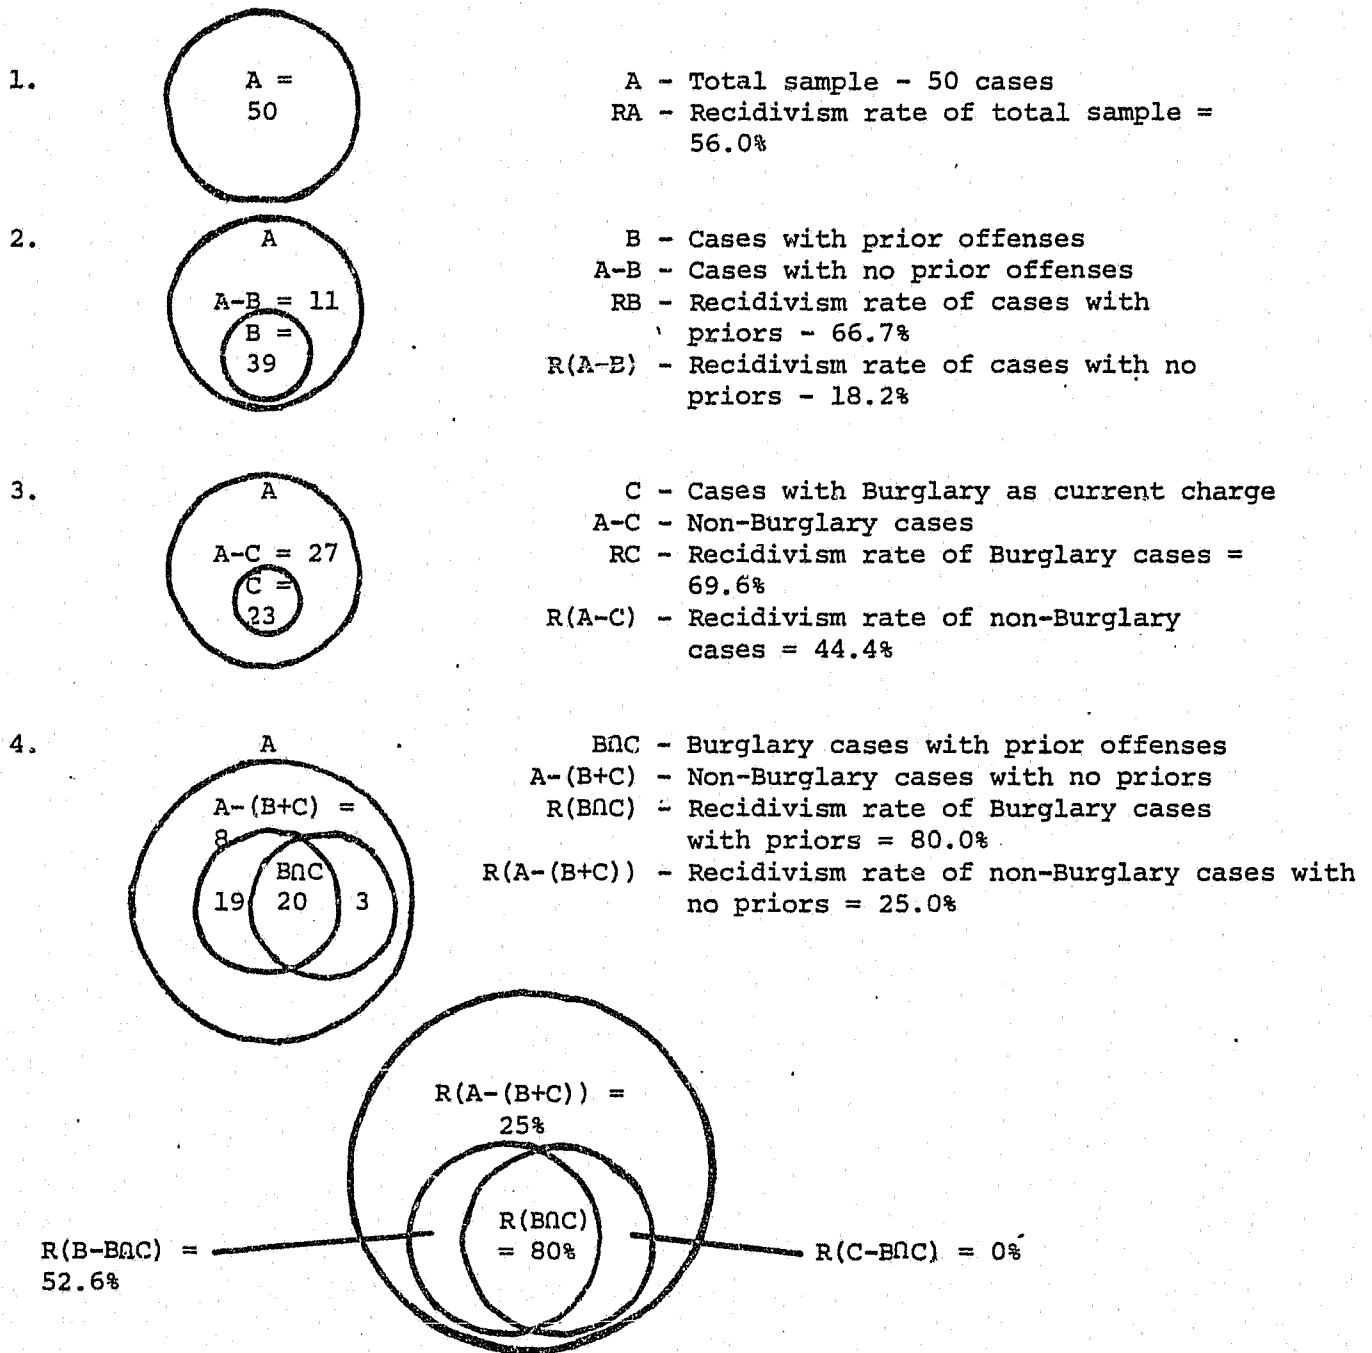 1.
A =
50
A - Total sample - 50 cases
RA - Recidivism rate of total sample =
56.0%
2.
A
A-B = 11
B =
39
B - Cases with prior offenses
A-B - Cases with no prior offenses
RB - Recidivism rate of cases with
priors - 66.7%
R(A-B) - Recidivism rate of cases with no
priors - 18.2%
3.
A
A-C = 27
C =
23
C - Cases with Burglary as current charge
A-C - Non-Burglary cases
RC - Recidivism rate of Burglary cases =
69.6%
R(A-C) - Recidivism rate of non-Burglary
cases = 44.4%
4.
A
A-(B+C) =
8
B∩C
19 20 3
B∩C - Burglary cases with prior offenses
A-(B+C) - Non-Burglary cases with no priors
R(B∩C) - Recidivism rate of Burglary cases
with priors = 80.0%
R(A-(B+C)) - Recidivism rate of non-Burglary cases with
no priors = 25.0%
R(A-(B+C)) =
25%
R(B∩C)
= 80%
R(B-B∩C) =
52.6%
R(C-B∩C) = 0%